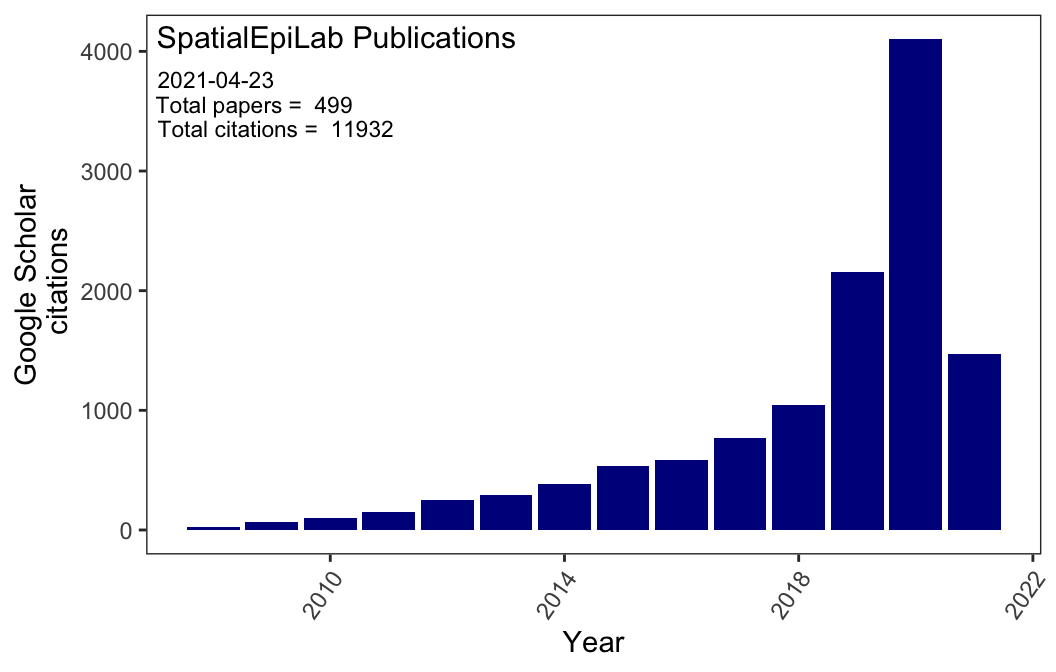 SpatialEpiLab Publications
2021-04-23
Total papers = 499
Total citations = 11932
Google Scholar
citations
4000
3000
2000
1000
0
2010
2014
2018
2022
Year